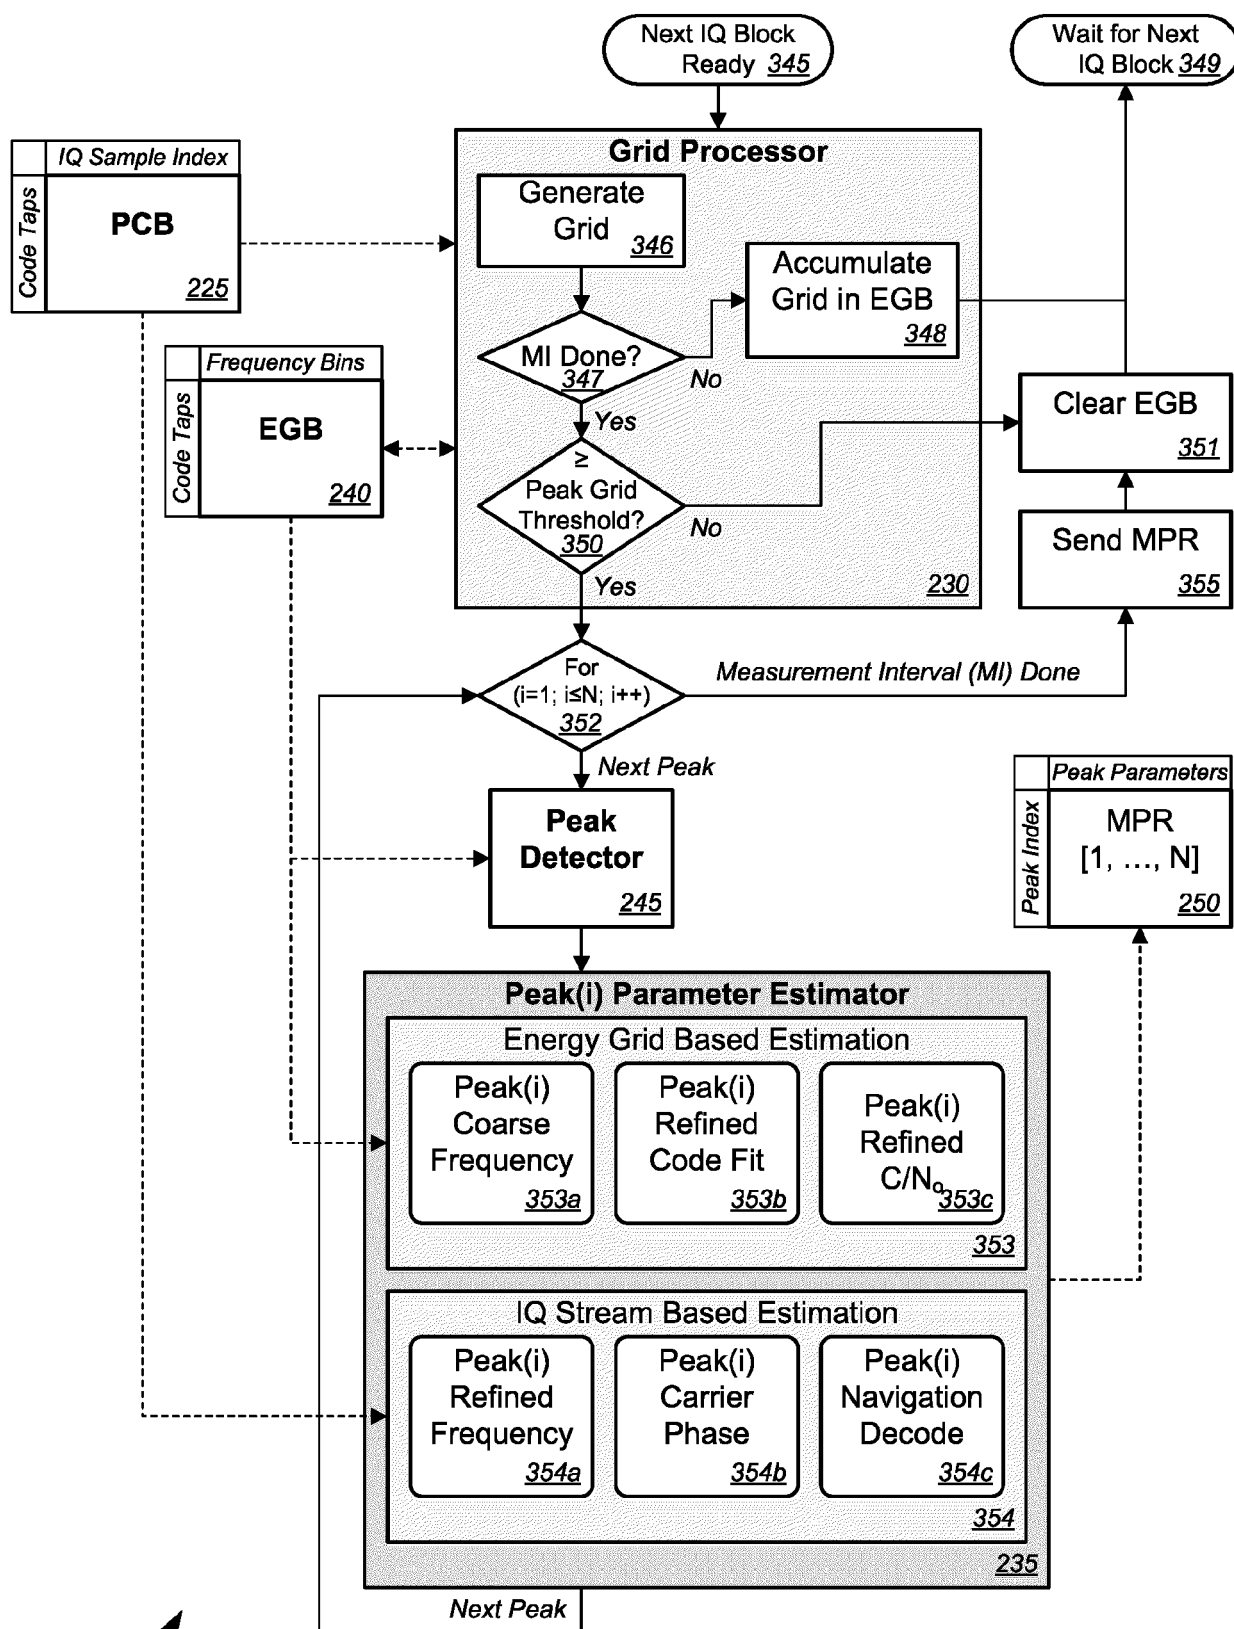 Next IQ Block
Ready 345
Wait for Next
IQ Block 349
IQ Sample Index
Code Taps
PCB
225
Grid Processor
Generate
Grid
346
Accumulate
Grid in EGB
348
MI Done?
347
No
Yes
Frequency Bins
Code Taps
EGB
240
Clear EGB
351
≥
Peak Grid
Threshold?
350
No
Yes
230
Send MPR
355
For
(i=1; i≤N; i++)
352
Measurement Interval (MI) Done
Next Peak
Peak
Detector
245
Peak Parameters
Peak Index
MPR
[1, ..., N]
250
Peak(i) Parameter Estimator
Energy Grid Based Estimation
Peak(i)
Coarse
Frequency
353a
Peak(i)
Refined
Code Fit
353b
Peak(i)
Refined
C/No
353c
353
IQ Stream Based Estimation
Peak(i)
Refined
Frequency
354a
Peak(i)
Carrier
Phase
354b
Peak(i)
Navigation
Decode
354c
354
235
Next Peak